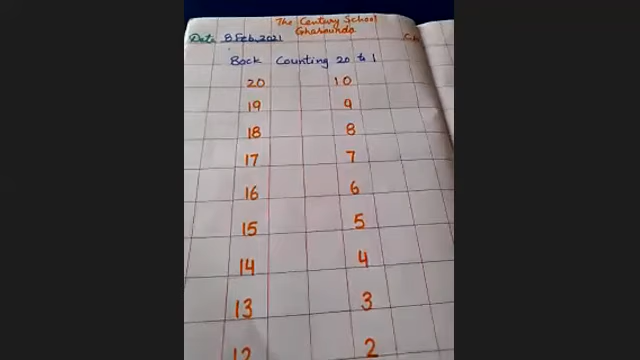 The Century School
Gharaunda
Date 8 Feb 2021
Back Counting 20 to 1
20 10
19 9
18 8
17 7
16 6
15 5
14 4
13 3
12 2